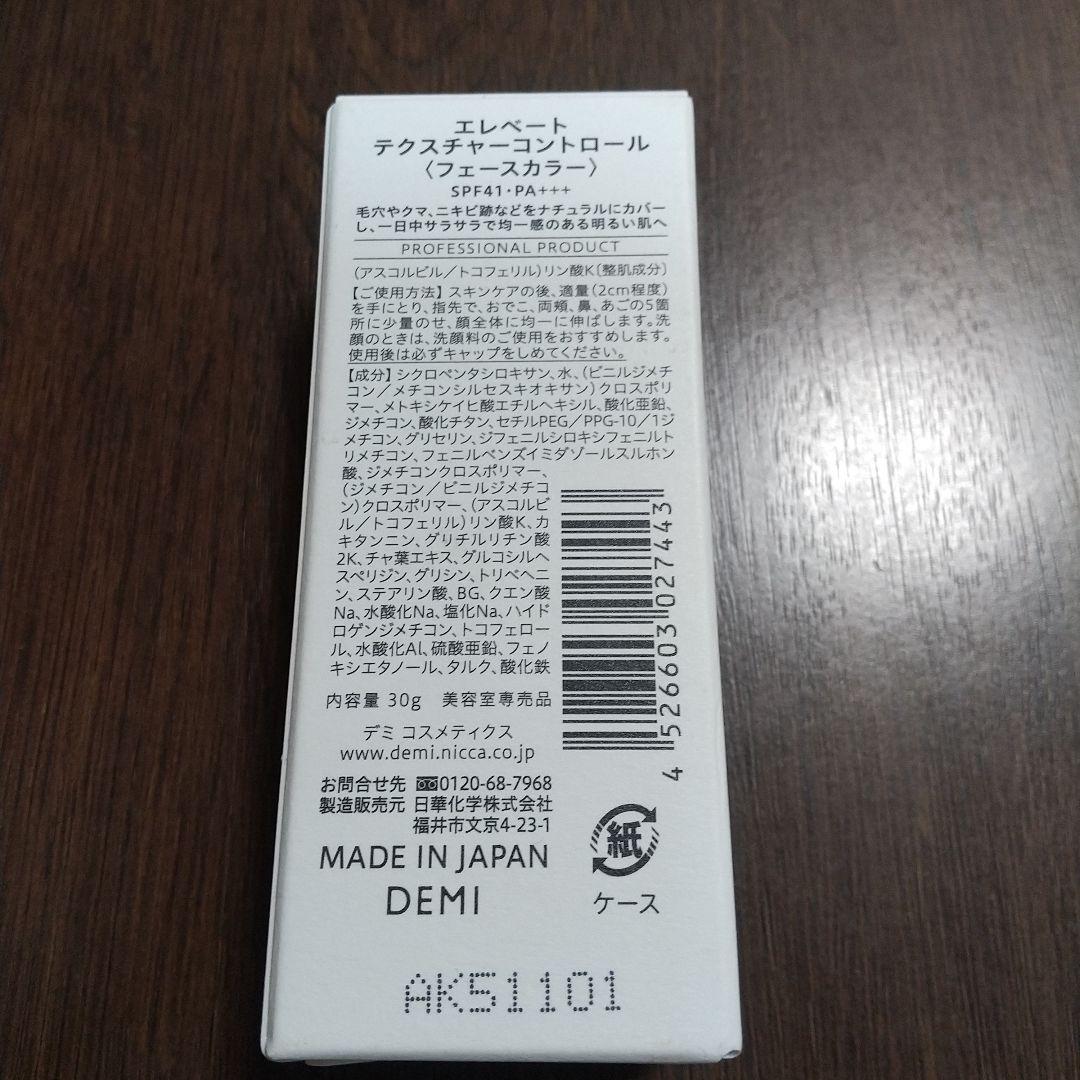 エレベート
テクスチャーコントロール
〈フェースカラー〉
SPF41・PA+++
毛穴やクマ、ニキビ跡などをナチュラルにカバー
し、一日中サラサラで均一感のある明るい肌へ
PROFESSIONAL PRODUCT
(アスコルビル／トコフェリル)リン酸K〔整肌成分〕
【ご使用方法】スキンケアの後、適量(2cm程度)
を手にとり、指先で、おでこ、両頬、鼻、あごの5箇
所に少量のせ、顔全体に均一に伸ばします。洗
顔のときは、洗顔料のご使用をおすすめします。
使用後は必ずキャップをしめてください。
【成分】シクロペンタシロキサン、水、(ビニルジメチ
コン／メチコンシルセスキオキサン)クロスポリ
マー、メトキシケイヒ酸エチルヘキシル、酸化亜鉛、
ジメチコン、酸化チタン、セチルPEG／PPG-10／1ジ
メチコン、グリセリン、ジフェニルシロキシフェニルト
リメチコン、フェニルベンズイミダゾールスルホン
酸、ジメチコンクロスポリマー、
(ジメチコン／ビニルジメチコ
ン)クロスポリマー、(アスコルビ
ル／トコフェリル)リン酸K、カ
キタンニン、グリチルリチン酸
2K、チャ葉エキス、グルコシルヘ
スペリジン、グリシン、トリベヘニ
ン、ステアリン酸、BG、クエン酸
Na、水酸化Na、塩化Na、ハイド
ロゲンジメチコン、トコフェロー
ル、水酸化Al、硫酸亜鉛、フェノ
キシエタノール、タルク、酸化鉄
4 526603 027443
内容量 30g 美容室専売品
デミ コスメティクス
www.demi.nicca.co.jp
お問合せ先 0120-68-7968
製造販売元 日華化学株式会社
福井市文京4-23-1
MADE IN JAPAN
DEMI
紙
ケース
AK51101